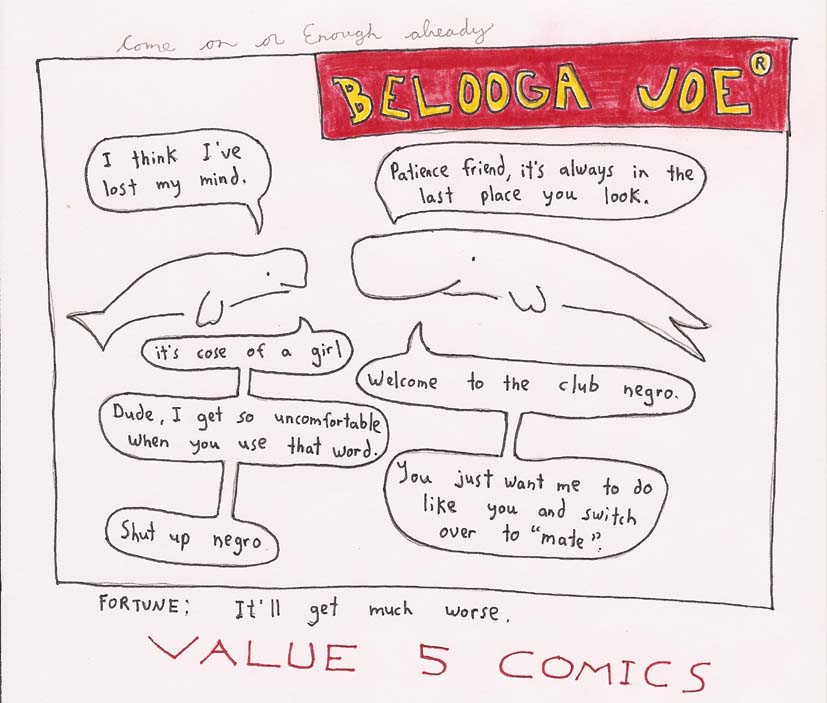 Come on or Enough already
BELOOGA JOE®
I think I've
lost my mind.
Patience friend, it's always in the
last place you look.
it's cose of a girl
Welcome to the club negro.
Dude, I get so uncomfortable
when you use that word.
You just want me to do
like you and switch
over to "mate".
Shut up negro
FORTUNE: It'll get much worse.
VALUE 5 COMICS